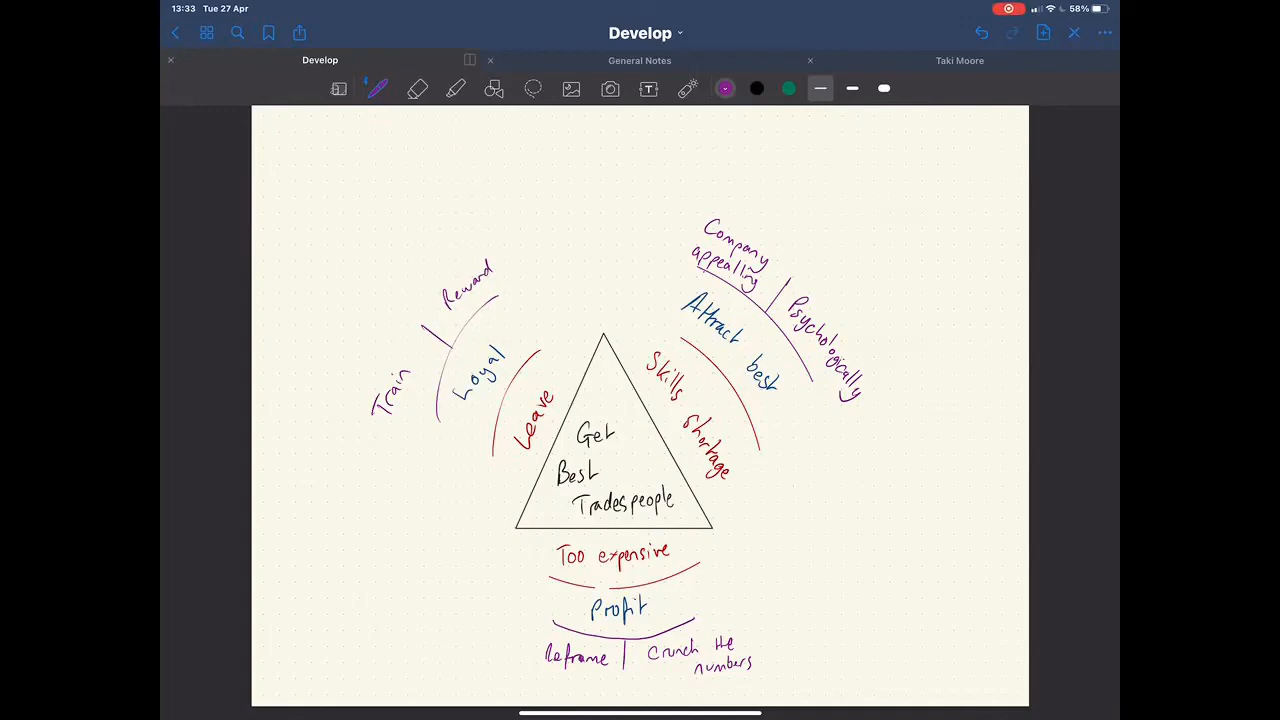 13:33 Tue 27 Apr
58%
Develop
Develop
General Notes
Taki Moore
T
Company
appealling
Psychologically
Reward
Train
Attract best
Loyal
Skills shortage
Leave
Get
Best
Tradespeople
Too expensive
Profit
Reframe
Crunch the
numbers